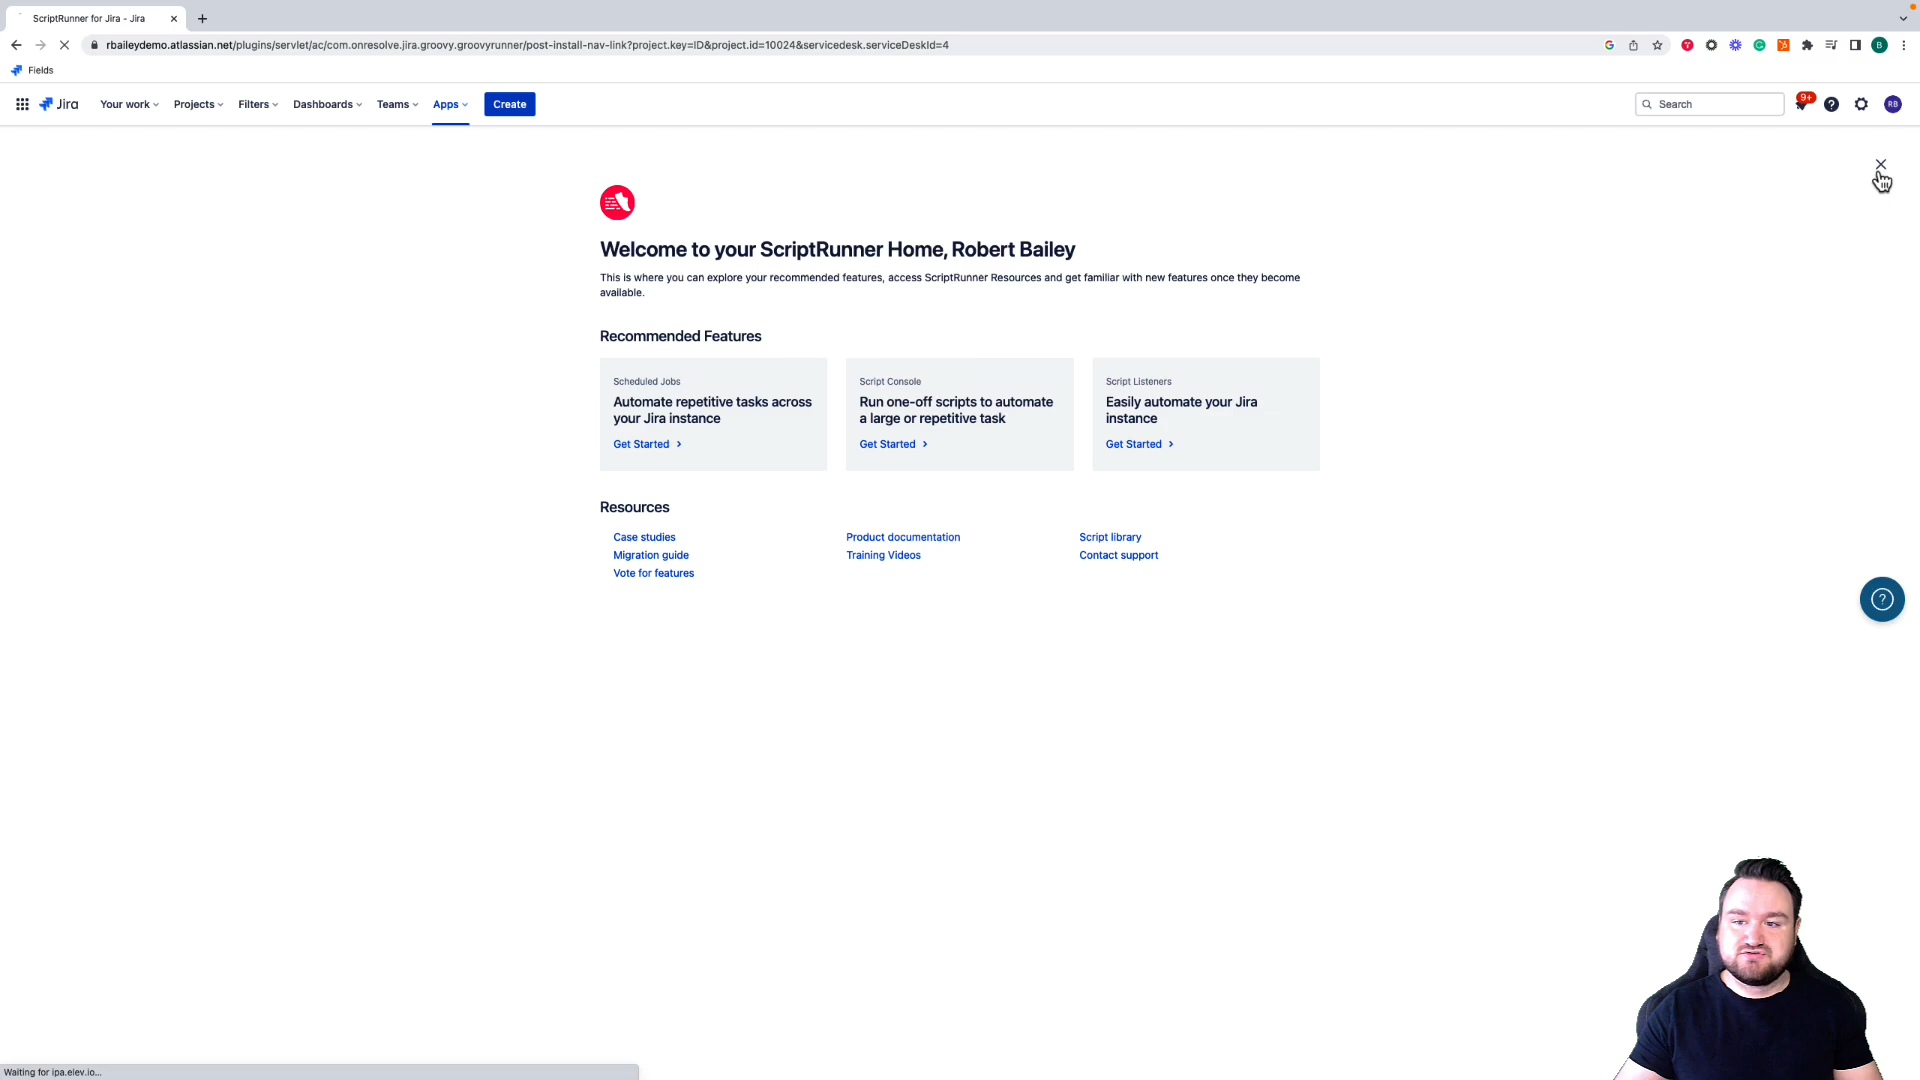 ScriptRunner for Jira - Jira
rbaileydemo.atlassian.net/plugins/servlet/ac/com.onresolve.jira.groovy.groovyrunner/post-install-nav-link?project.key=ID&project.id=10024&servicedesk.serviceDeskId=4
B
Fields
Jira Your work Projects Filters Dashboards Teams Apps Create Search 9+ RB
Welcome to your ScriptRunner Home, Robert Bailey
This is where you can explore your recommended features, access ScriptRunner Resources and get familiar with new features once they become
available.
Recommended Features
Scheduled Jobs
Automate repetitive tasks across
your Jira instance
Get Started
Script Console
Run one-off scripts to automate
a large or repetitive task
Get Started
Script Listeners
Easily automate your Jira
instance
Get Started
Resources
Case studies
Migration guide
Vote for features
Product documentation
Training Videos
Script library
Contact support
Waiting for ipa.elev.io...